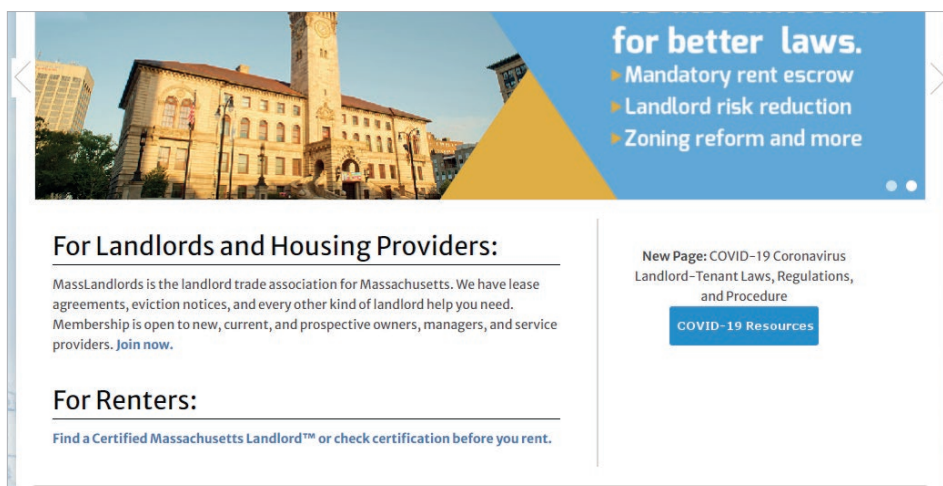 for better laws.
Mandatory rent escrow
Landlord risk reduction
Zoning reform and more
For Landlords and Housing Providers:
MassLandlords is the landlord trade association for Massachusetts. We have lease
agreements, eviction notices, and every other kind of landlord help you need.
Membership is open to new, current, and prospective owners, managers, and service
providers. Join now.
For Renters:
Find a Certified Massachusetts Landlord™ or check certification before you rent.
New Page: COVID-19 Coronavirus
Landlord-Tenant Laws, Regulations,
and Procedure
COVID-19 Resources